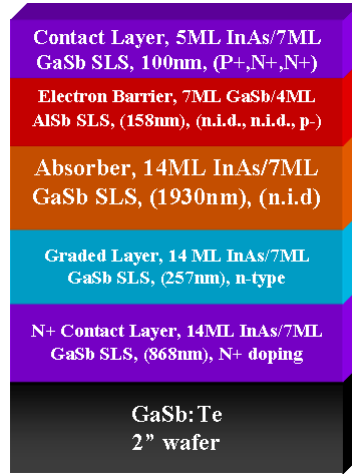 Contact Layer, 5ML InAs/7ML
GaSb SLS, 100nm, (P+,N+,N+)
Electron Barrier, 7ML GaSb/4ML
AlSb SLS, (158nm), (n.i.d., n.i.d., p-)
Absorber, 14ML InAs/7ML
GaSb SLS, (1930nm), (n.i.d)
Graded Layer, 14 ML InAs/7ML
GaSb SLS, (257nm), n-type
N+ Contact Layer, 14ML InAs/7ML
GaSb SLS, (868nm), N+ doping
GaSb:Te
2” wafer